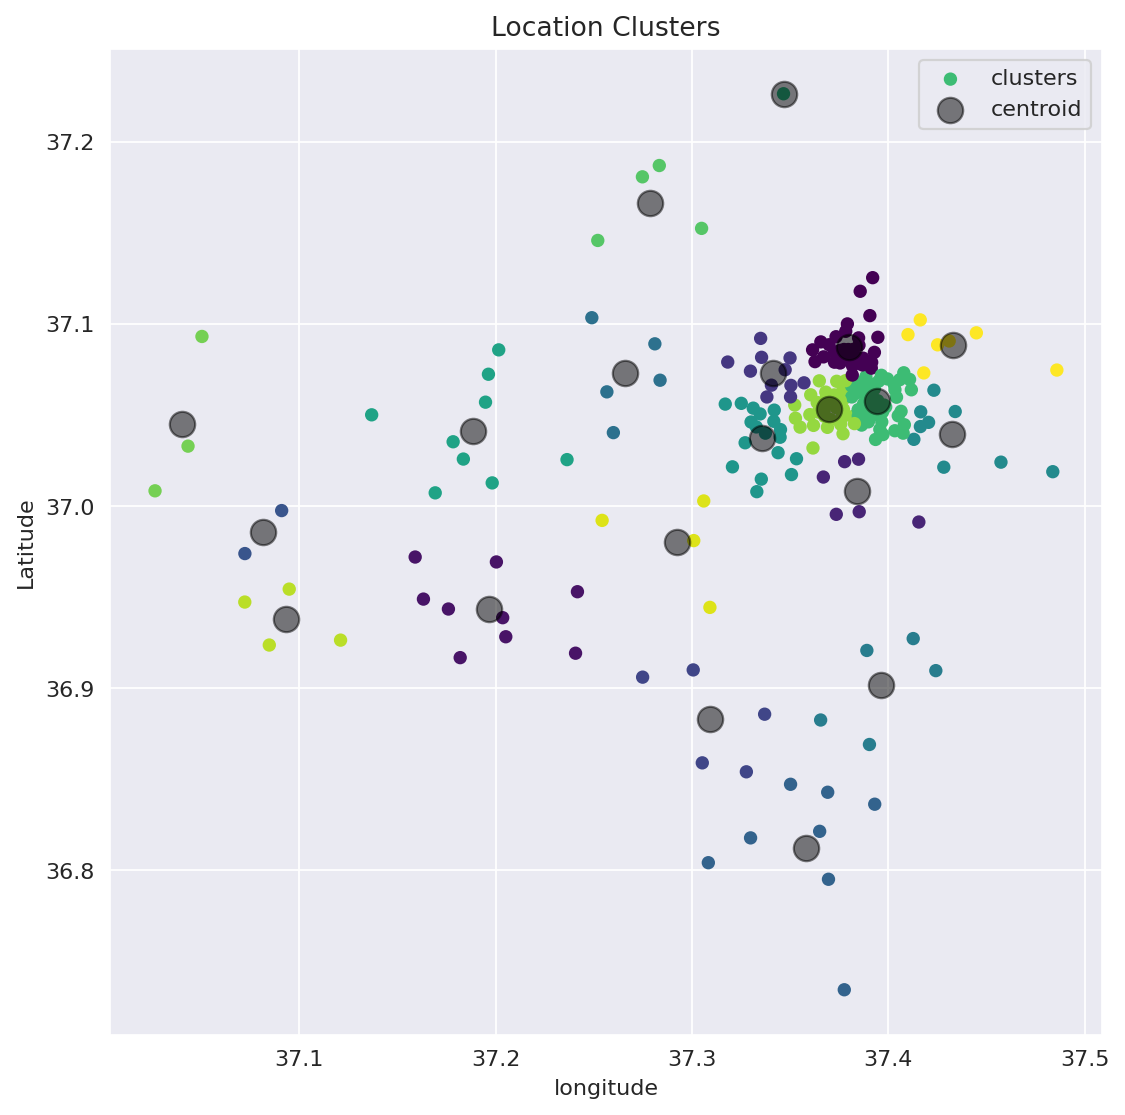 Location Clusters
clusters
centroid
37.2
37.1
37.0
36.9
36.8
Latitude
37.1
37.2
37.3
37.4
37.5
longitude